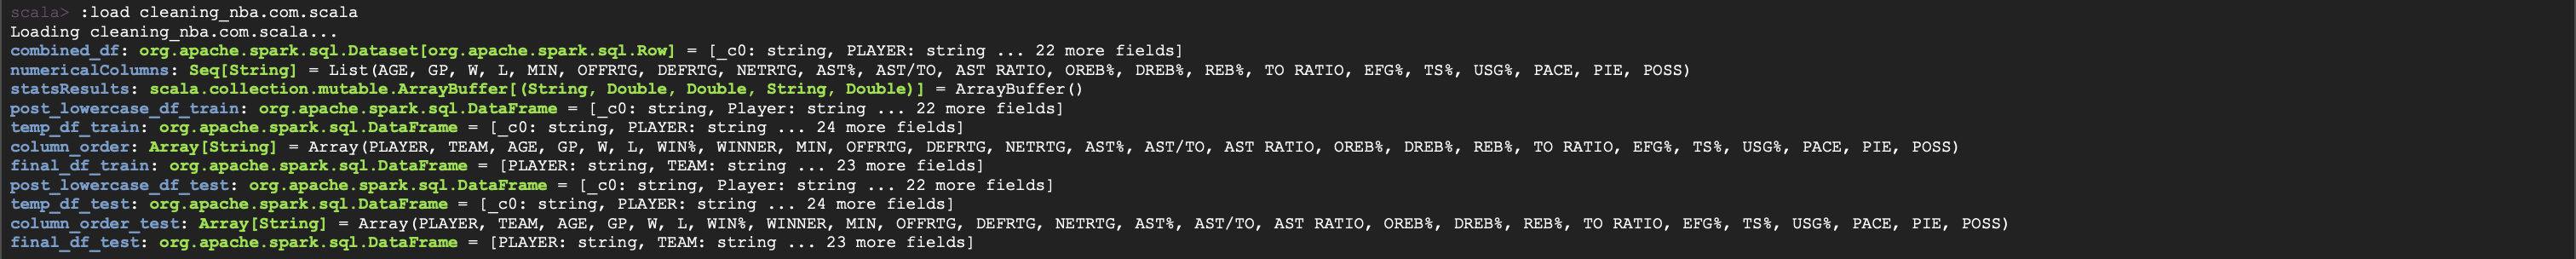 scala> :load cleaning_nba.com.scala
Loading cleaning_nba.com.scala...
combined_df: org.apache.spark.sql.Dataset[org.apache.spark.sql.Row] = [_c0: string, PLAYER: string ... 22 more fields]
numericalColumns: Seq[String] = List(AGE, GP, W, L, MIN, OFFRTG, DEFRTG, NETRTG, AST%, AST/TO, AST RATIO, OREB%, DREB%, REB%, TO RATIO, EFG%, TS%, USG%, PACE, PIE, POSS)
statsResults: scala.collection.mutable.ArrayBuffer[(String, Double, Double, String, Double)] = ArrayBuffer()
post_lowercase_df_train: org.apache.spark.sql.DataFrame = [_c0: string, Player: string ... 22 more fields]
temp_df_train: org.apache.spark.sql.DataFrame = [_c0: string, PLAYER: string ... 24 more fields]
column_order: Array[String] = Array(PLAYER, TEAM, AGE, GP, W, L, WIN%, WINNER, MIN, OFFRTG, DEFRTG, NETRTG, AST%, AST/TO, AST RATIO, OREB%, DREB%, REB%, TO RATIO, EFG%, TS%, USG%, PACE, PIE, POSS)
final_df_train: org.apache.spark.sql.DataFrame = [PLAYER: string, TEAM: string ... 23 more fields]
post_lowercase_df_test: org.apache.spark.sql.DataFrame = [_c0: string, Player: string ... 22 more fields]
temp_df_test: org.apache.spark.sql.DataFrame = [_c0: string, PLAYER: string ... 24 more fields]
column_order_test: Array[String] = Array(PLAYER, TEAM, AGE, GP, W, L, WIN%, WINNER, MIN, OFFRTG, DEFRTG, NETRTG, AST%, AST/TO, AST RATIO, OREB%, DREB%, REB%, TO RATIO, EFG%, TS%, USG%, PACE, PIE, POSS)
final_df_test: org.apache.spark.sql.DataFrame = [PLAYER: string, TEAM: string ... 23 more fields]